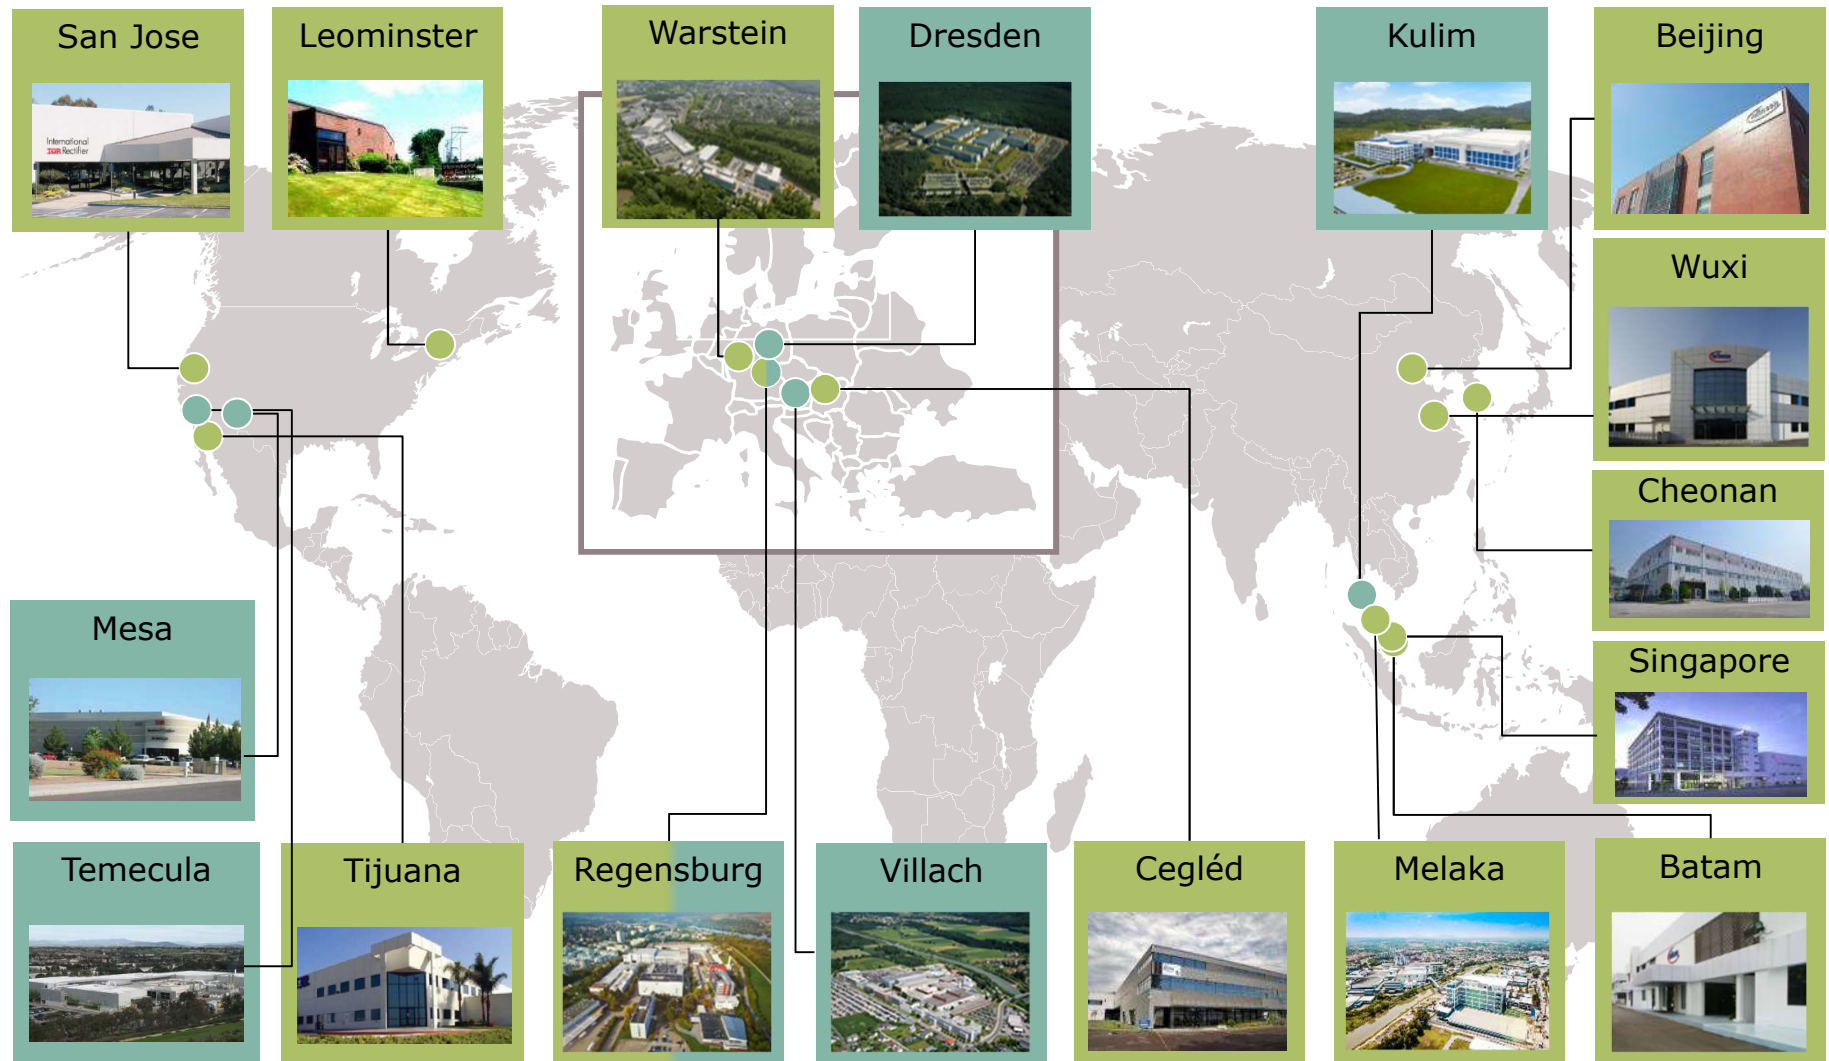 San Jose
Leominster
Warstein
Dresden
Kulim
Beijing
International
IOR Rectifier
Wuxi
Cheonan
Mesa
Singapore
Temecula
Tijuana
Regensburg
Villach
Cegléd
Melaka
Batam